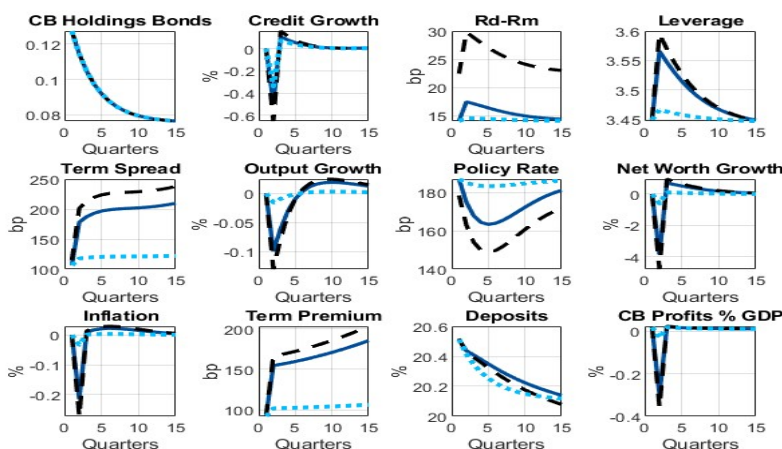 CB Holdings Bonds
0.12
0.1
0.08
0 5 10 15
Quarters
Credit Growth
%
0
-0.2
-0.4
-0.6
0 5 10 15
Quarters
Rd-Rm
bp
30
25
20
15
0 5 10 15
Quarters
Leverage
3.6
3.55
3.5
3.45
0 5 10 15
Quarters
Term Spread
bp
250
200
150
100
0 5 10 15
Quarters
Output Growth
%
0
-0.05
-0.1
0 5 10 15
Quarters
Policy Rate
bp
180
160
140
0 5 10 15
Quarters
Net Worth Growth
%
0
-2
-4
0 5 10 15
Quarters
Inflation
%
0
-0.1
-0.2
0 5 10 15
Quarters
Term Premium
bp
200
150
100
0 5 10 15
Quarters
Deposits
%
20.6
20.4
20.2
20
0 5 10 15
Quarters
CB Profits % GDP
%
0
-0.2
-0.4
0 5 10 15
Quarters